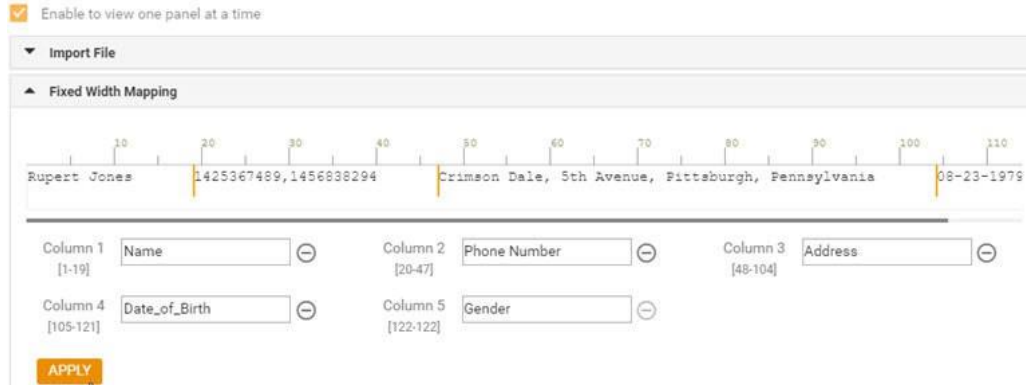 Enable to view one panel at a time
Import File
Fixed Width Mapping
10 20 30 40 50 60 70 80 90 100 110
Rupert Jones 1425367489,1456838294 Crimson Dale, 5th Avenue, Pittsburgh, Pennsylvania 08-23-1979
Column 1 Name Column 2 Phone Number Column 3 Address
[1-19] [20-47] [48-104]
Column 4 Date_of_Birth Column 5 Gender
[105-121] [122-122]
APPLY